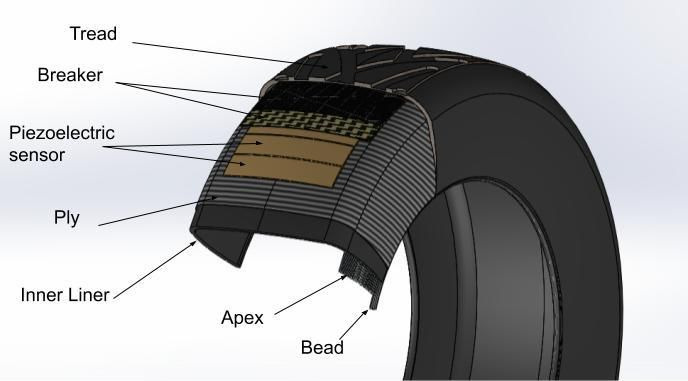 Tread
Breaker
Piezoelectric
sensor
Ply
Inner Liner
Apex
Bead